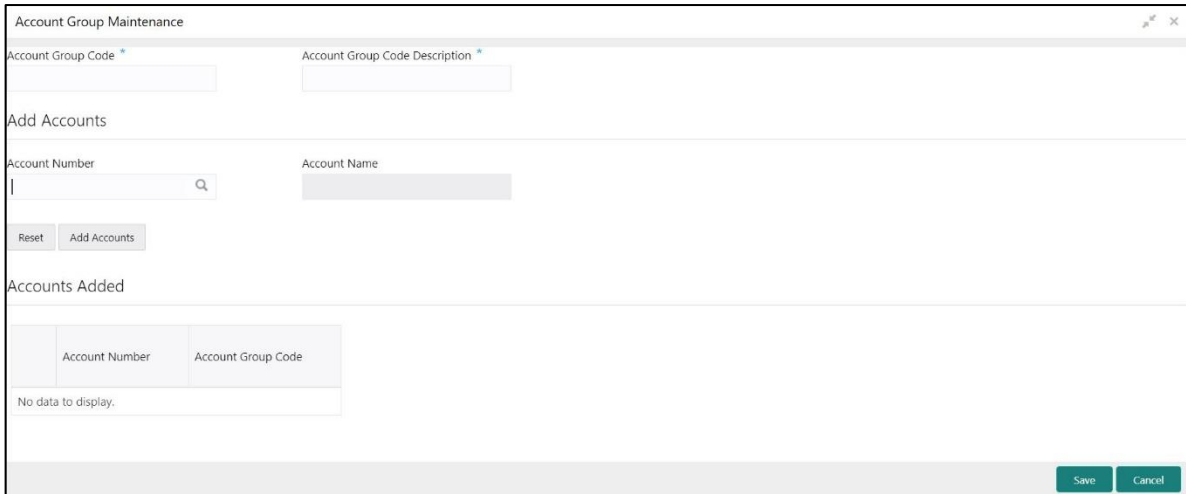 Account Group Maintenance
Account Group Code * Account Group Code Description *
Add Accounts
Account Number Account Name
Reset Add Accounts
Accounts Added
Account Number Account Group Code
No data to display.
Save Cancel